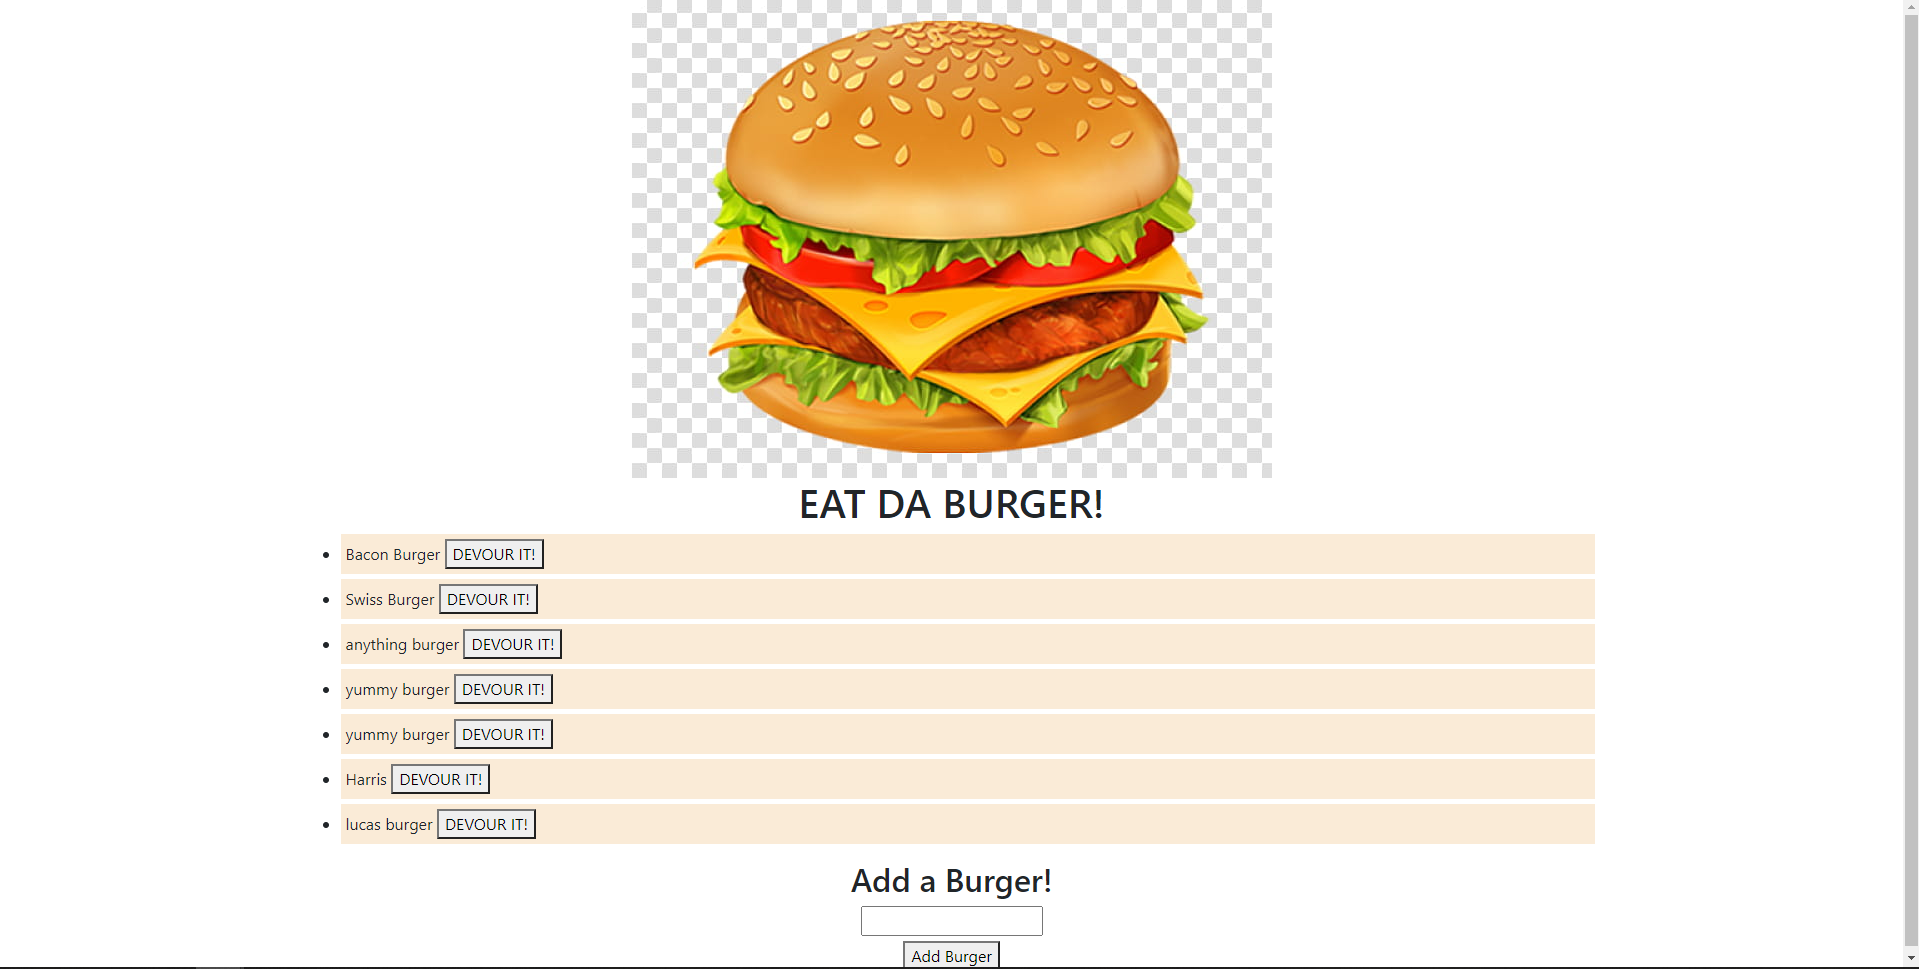 EAT DA BURGER!
Bacon Burger DEVOUR IT!
Swiss Burger DEVOUR IT!
anything burger DEVOUR IT!
yummy burger DEVOUR IT!
yummy burger DEVOUR IT!
Harris DEVOUR IT!
lucas burger DEVOUR IT!
Add a Burger!
Add Burger